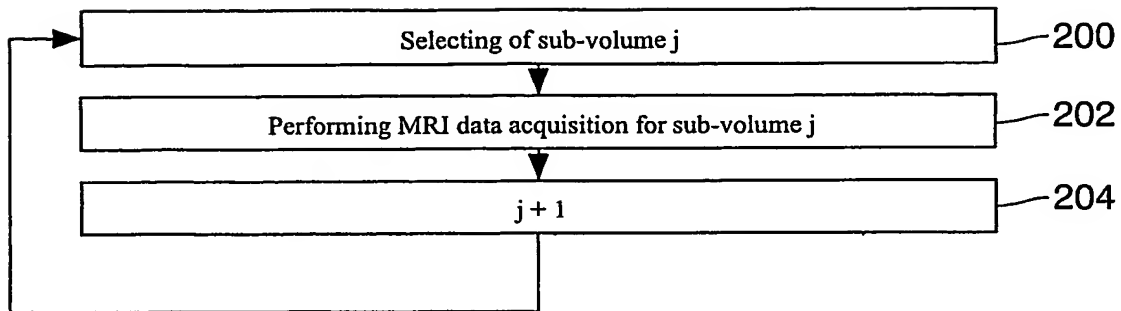 Selecting of sub-volume j
200
Performing MRI data acquisition for sub-volume j
202
j + 1
204